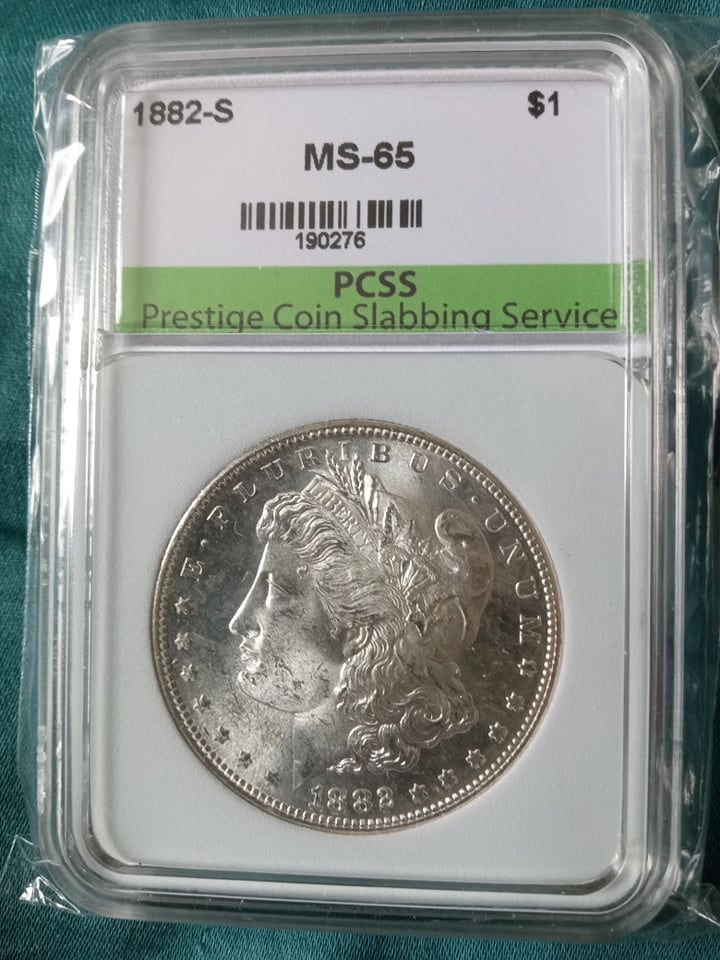 1882-S $1
MS-65
190276
PCSS
Prestige Coin Slabbing Service
E·PLURIBUS·UNUM
LIBERTY
1882